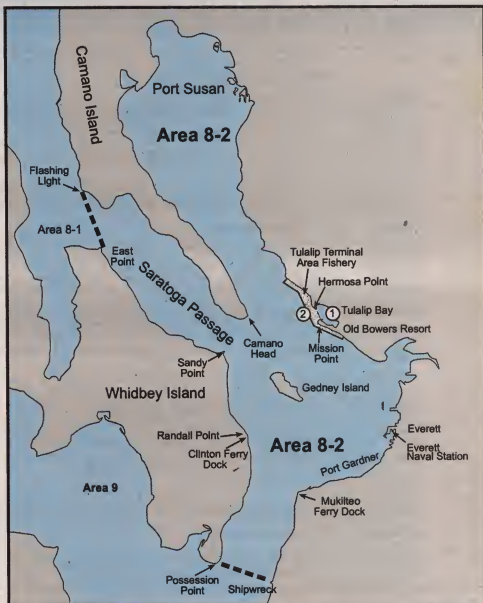 Camano Island
Port Susan
Area 8-2
Flashing
Light
Area 8-1
East
Point
Saratoga Passage
Tulalip Terminal
Area Fishery
Hermosa Point
2
1
Tulalip Bay
Old Bowers Resort
Mission
Point
Camano
Head
Sandy
Point
Gedney Island
Whidbey Island
Randall Point
Clinton Ferry
Dock
Area 8-2
Everett
Everett
Naval Station
Port Gardner
Area 9
Mukilteo
Ferry Dock
Possession
Point
Shipwreck